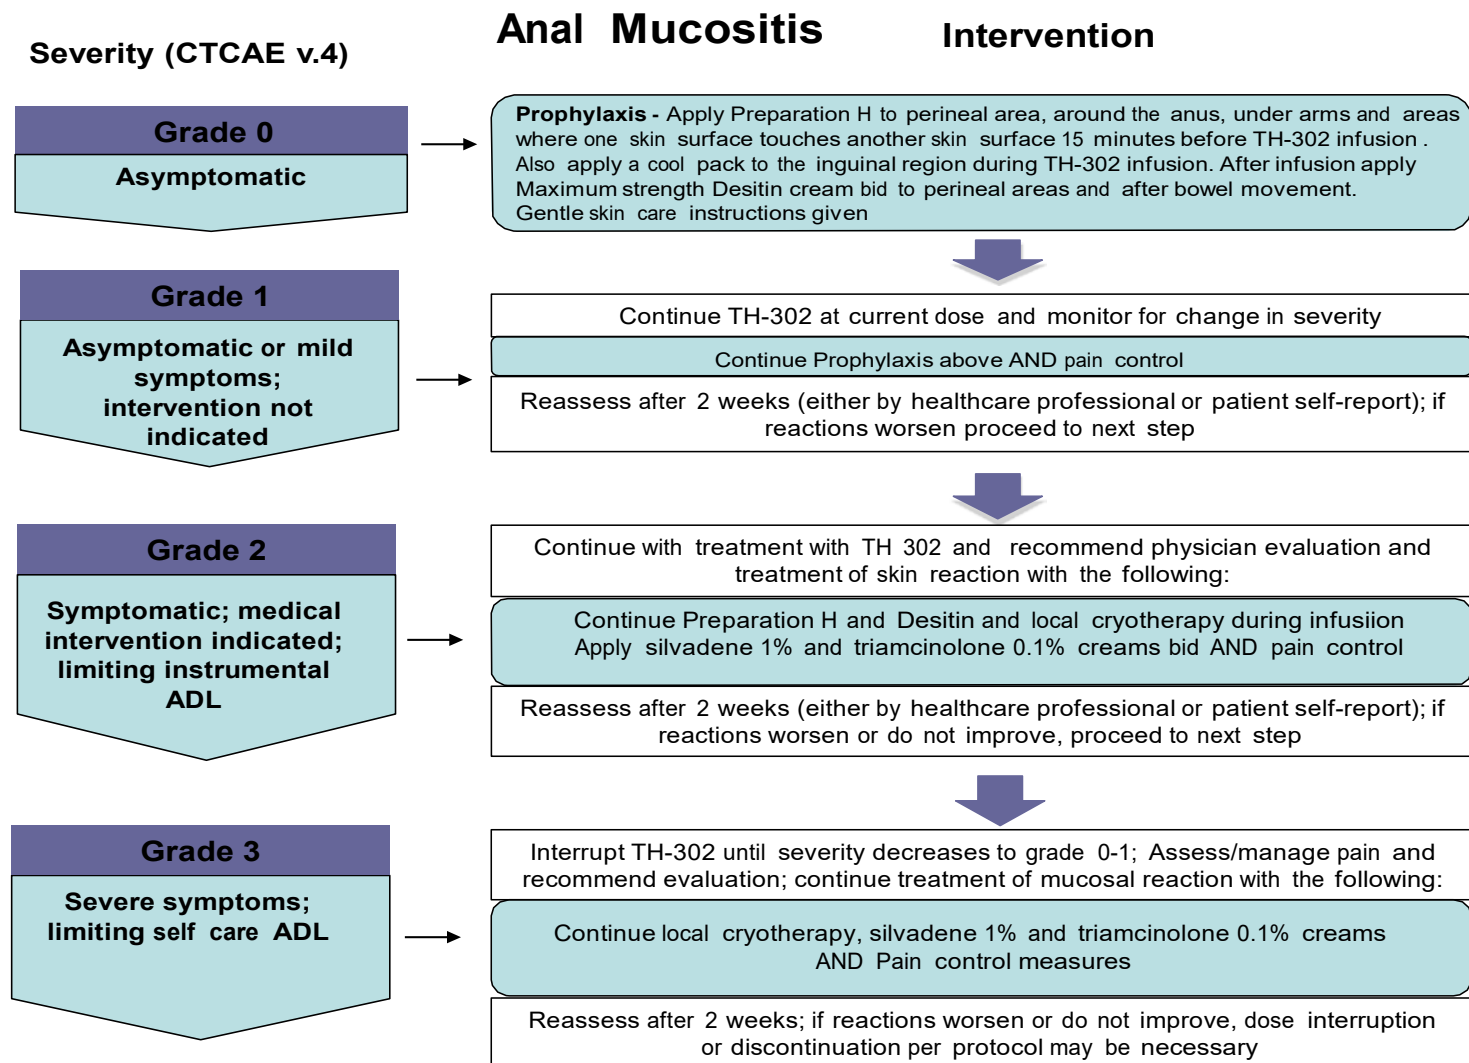 Anal Mucositis
Severity (CTCAE v.4)
Intervention
Grade 0
Asymptomatic
Prophylaxis - Apply Preparation H to perineal area, around the anus, under arms and areas
where one skin surface touches another skin surface 15 minutes before TH-302 infusion .
Also apply a cool pack to the inguinal region during TH-302 infusion. After infusion apply
Maximum strength Desitin cream bid to perineal areas and after bowel movement.
Gentle skin care instructions given
Grade 1
Asymptomatic or mild
symptoms;
intervention not
indicated
Continue TH-302 at current dose and monitor for change in severity
Continue Prophylaxis above AND pain control
Reassess after 2 weeks (either by healthcare professional or patient self-report); if
reactions worsen proceed to next step
Grade 2
Symptomatic; medical
intervention indicated;
limiting instrumental
ADL
Continue with treatment with TH 302 and recommend physician evaluation and
treatment of skin reaction with the following:
Continue Preparation H and Desitin and local cryotherapy during infusiion
Apply silvadene 1% and triamcinolone 0.1% creams bid AND pain control
Reassess after 2 weeks (either by healthcare professional or patient self-report); if
reactions worsen or do not improve, proceed to next step
Grade 3
Severe symptoms;
limiting self care ADL
Interrupt TH-302 until severity decreases to grade 0-1; Assess/manage pain and
recommend evaluation; continue treatment of mucosal reaction with the following:
Continue local cryotherapy, silvadene 1% and triamcinolone 0.1% creams
AND Pain control measures
Reassess after 2 weeks; if reactions worsen or do not improve, dose interruption
or discontinuation per protocol may be necessary